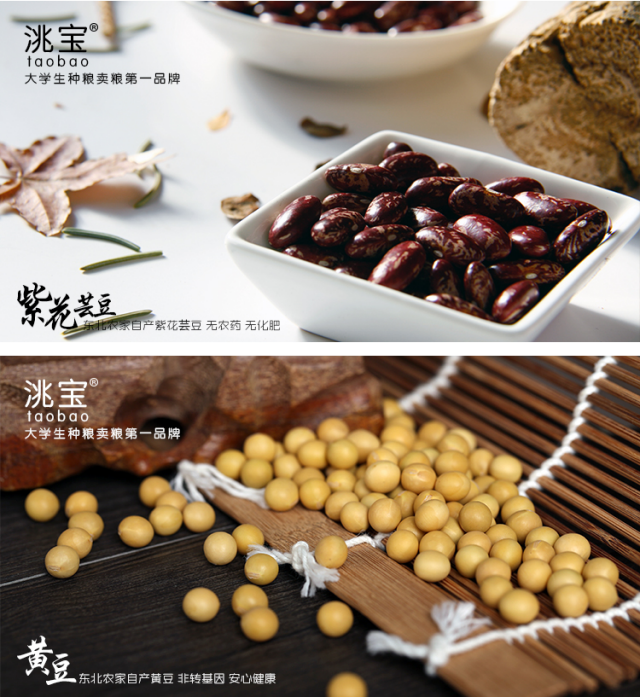 洮宝®
taobao
大学生种粮卖粮第一品牌
紫花芸豆
东北农家自产紫花芸豆 无农药 无化肥
洮宝®
taobao
大学生种粮卖粮第一品牌
黄豆
东北农家自产黄豆 非转基因 安心健康